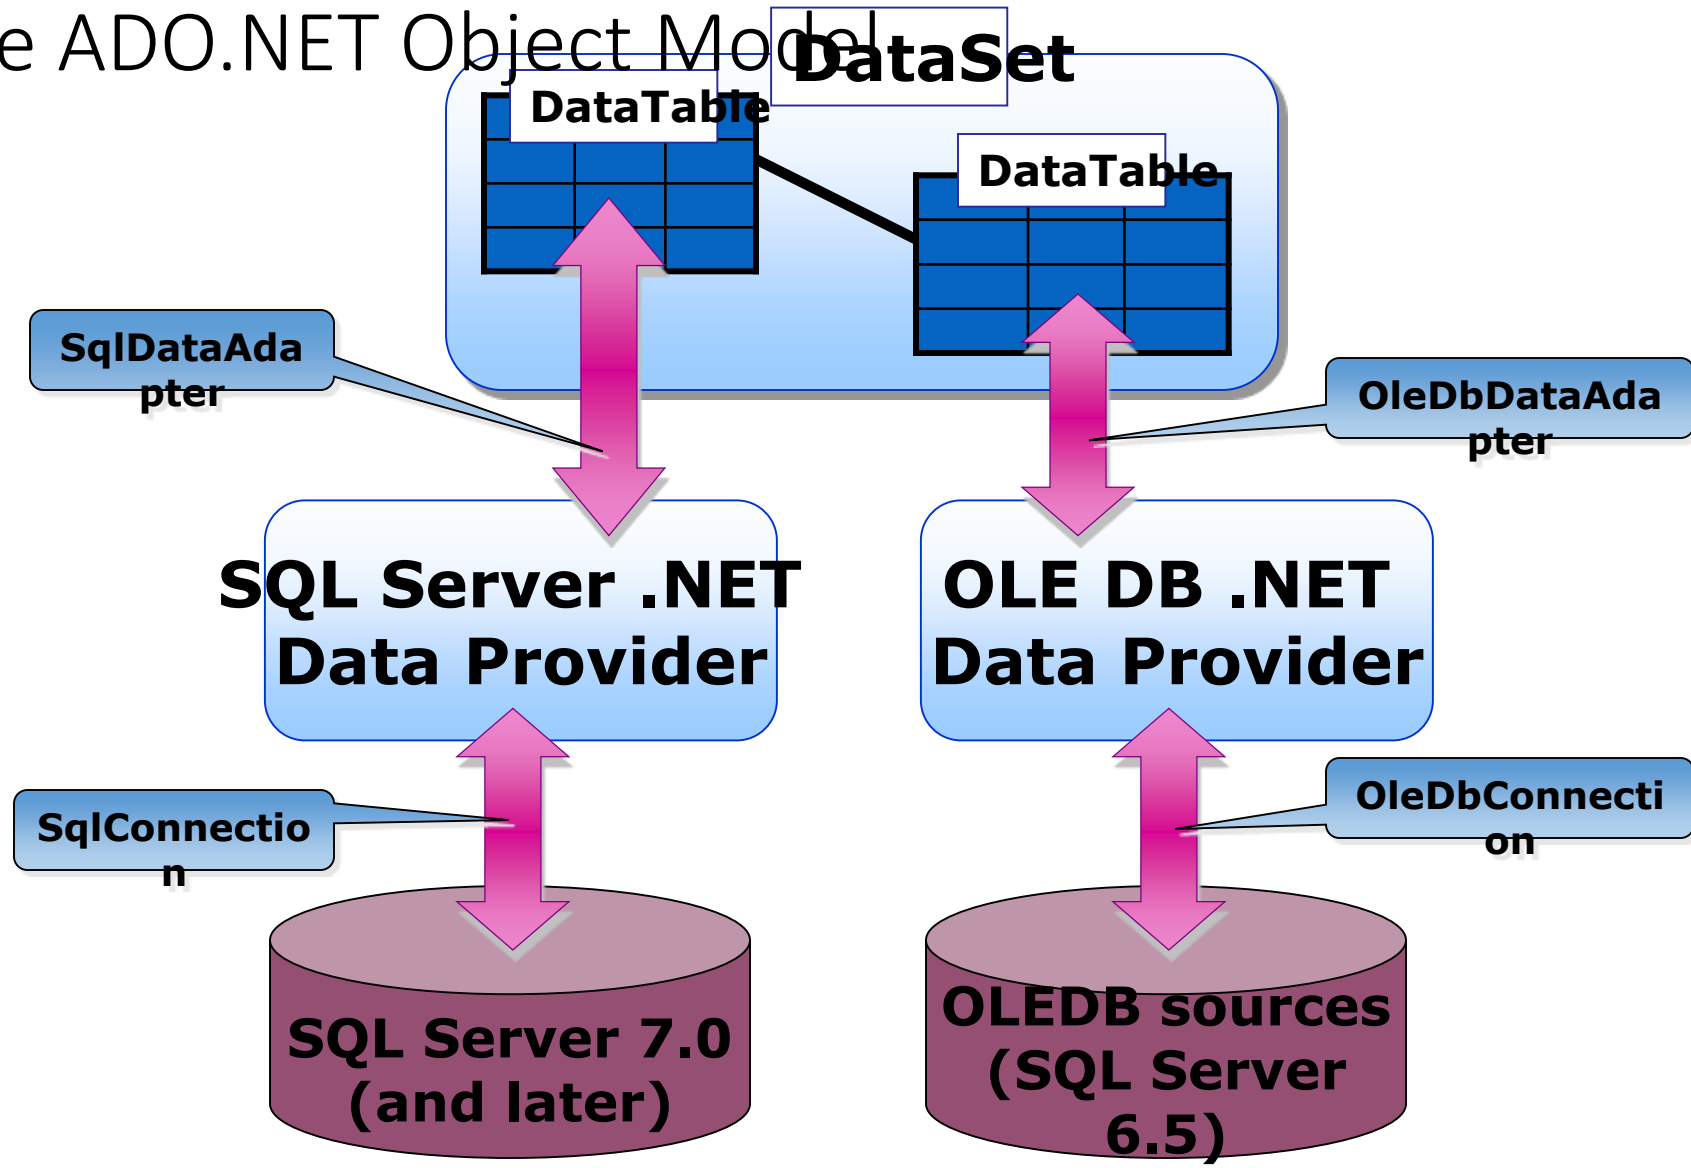 e ADO.NET Object Model
DataSet
DataTable
DataTable
SqlDataAda
pter
OleDbDataAda
pter
SQL Server .NET
Data Provider
OLE DB .NET
Data Provider
SqlConnectio
n
OleDbConnecti
on
SQL Server 7.0
(and later)
OLEDB sources
(SQL Server
6.5)